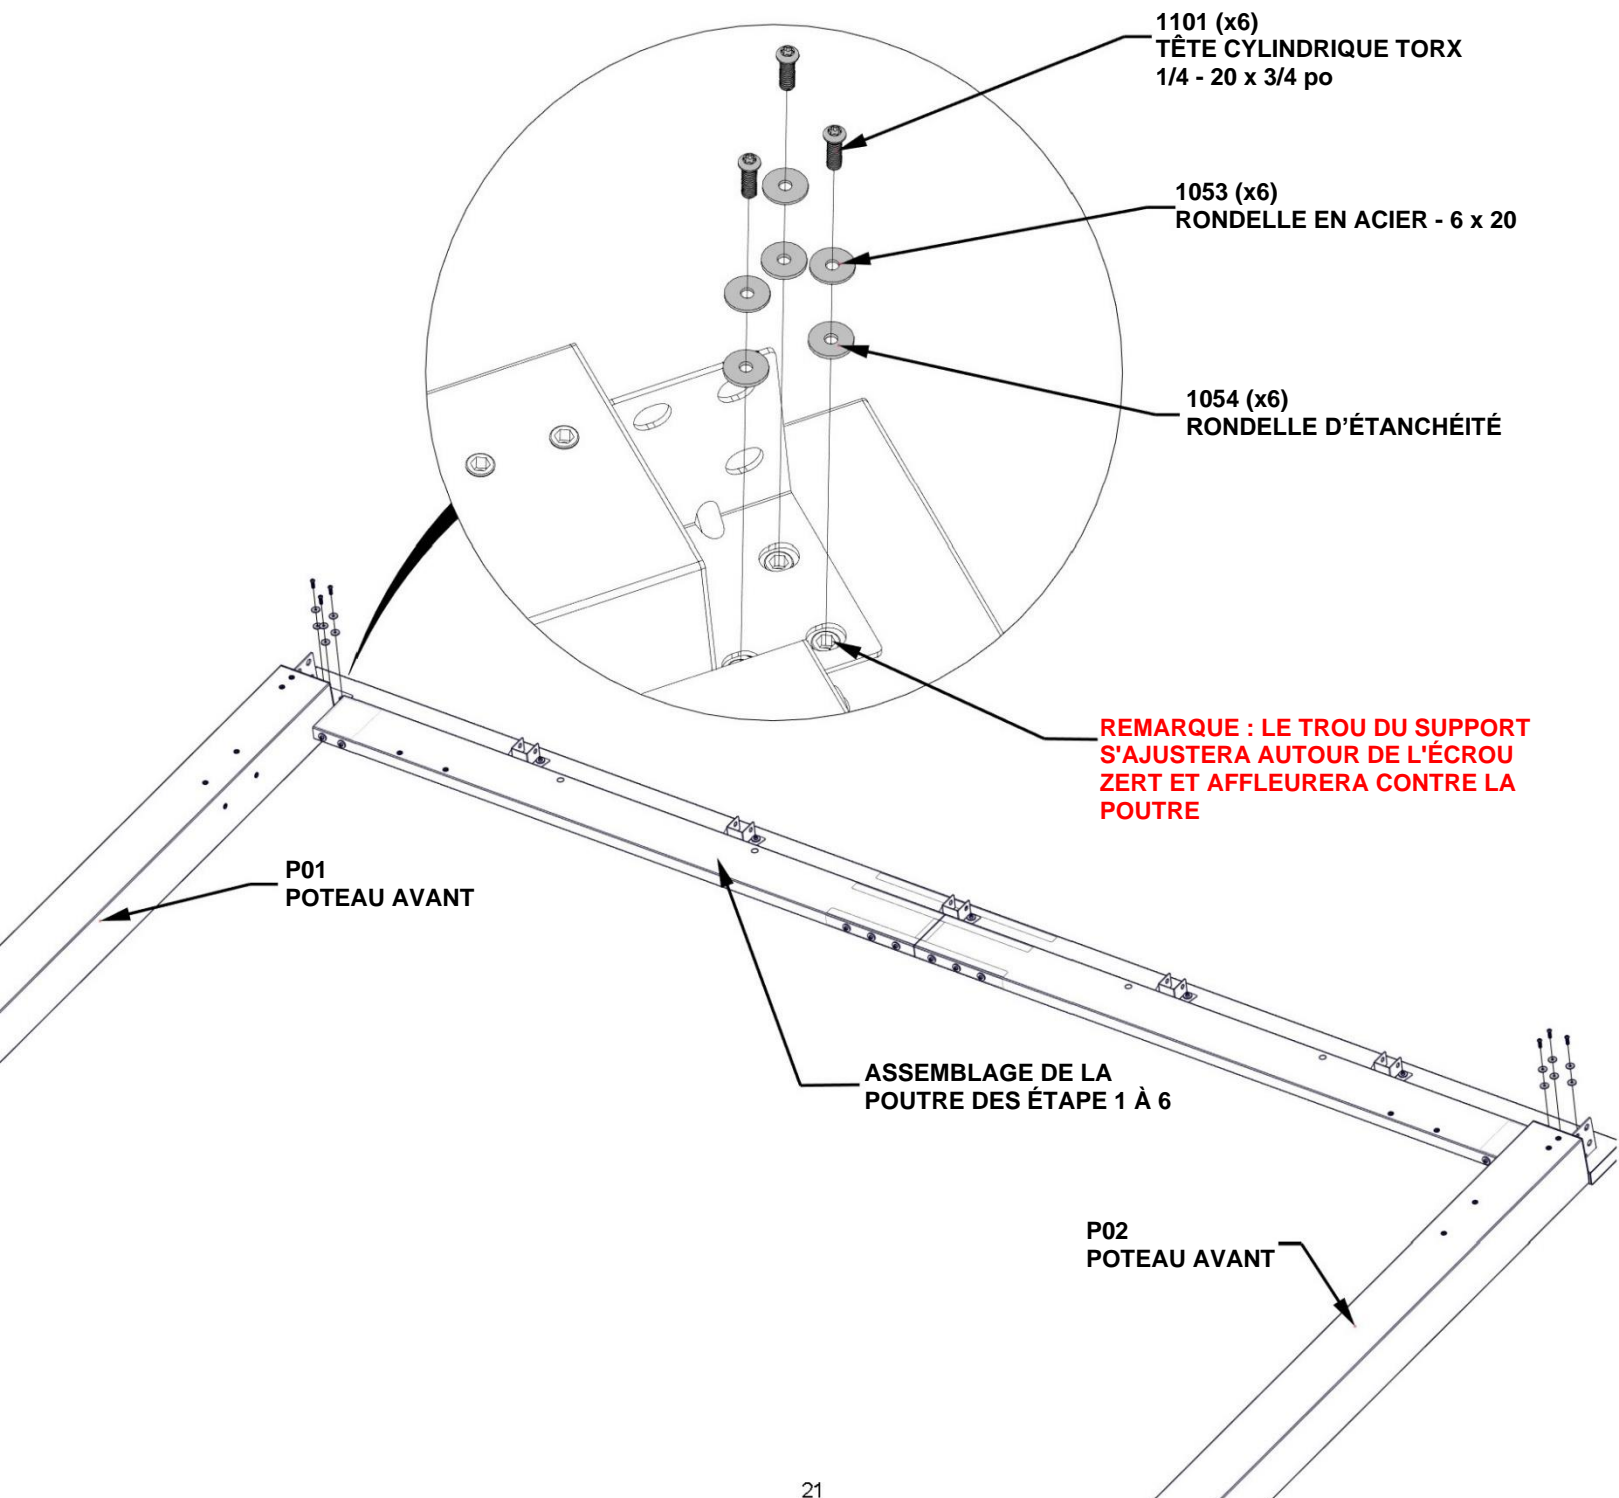 1101 (x6)
TÊTE CYLINDRIQUE TORX
1/4 - 20 x 3/4 po
1053 (x6)
RONDELLE EN ACIER - 6 x 20
1054 (x6)
RONDELLE D’ÉTANCHÉITÉ
REMARQUE : LE TROU DU SUPPORT
S'AJUSTERA AUTOUR DE L'ÉCROU
ZERT ET AFFLEURERA CONTRE LA
POUTRE
P01
POTEAU AVANT
ASSEMBLAGE DE LA
POUTRE DES ÉTAPE 1 À 6
P02
POTEAU AVANT
21